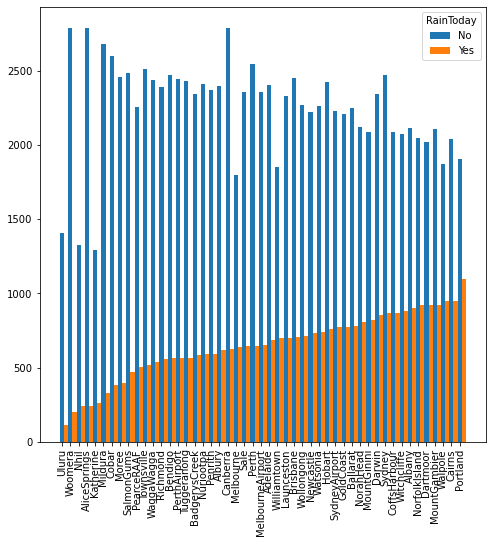 RainToday
No
Yes
2500
2000
1500
1000
500
0
Uluru
Woomera
Nhil
AliceSprings
Katherine
Mildura
Cobar
Moree
SalmonGums
PearceRAAF
Townsville
WaggaWagga
Richmond
Bendigo
PerthAirport
Tuggeranong
BadgerysCreek
Nuriootpa
Penrith
Albury
Canberra
Melbourne
Sale
Perth
MelbourneAirport
Adelaide
Williamtown
Launceston
Brisbane
Wollongong
Newcastle
Watsonia
Hobart
SydneyAirport
GoldCoast
Ballarat
NorahHead
MountGinini
Darwin
Sydney
CoffsHarbour
Witchcliffe
Albany
NorfolkIsland
Dartmoor
MountGambier
Walpole
Cairns
Portland